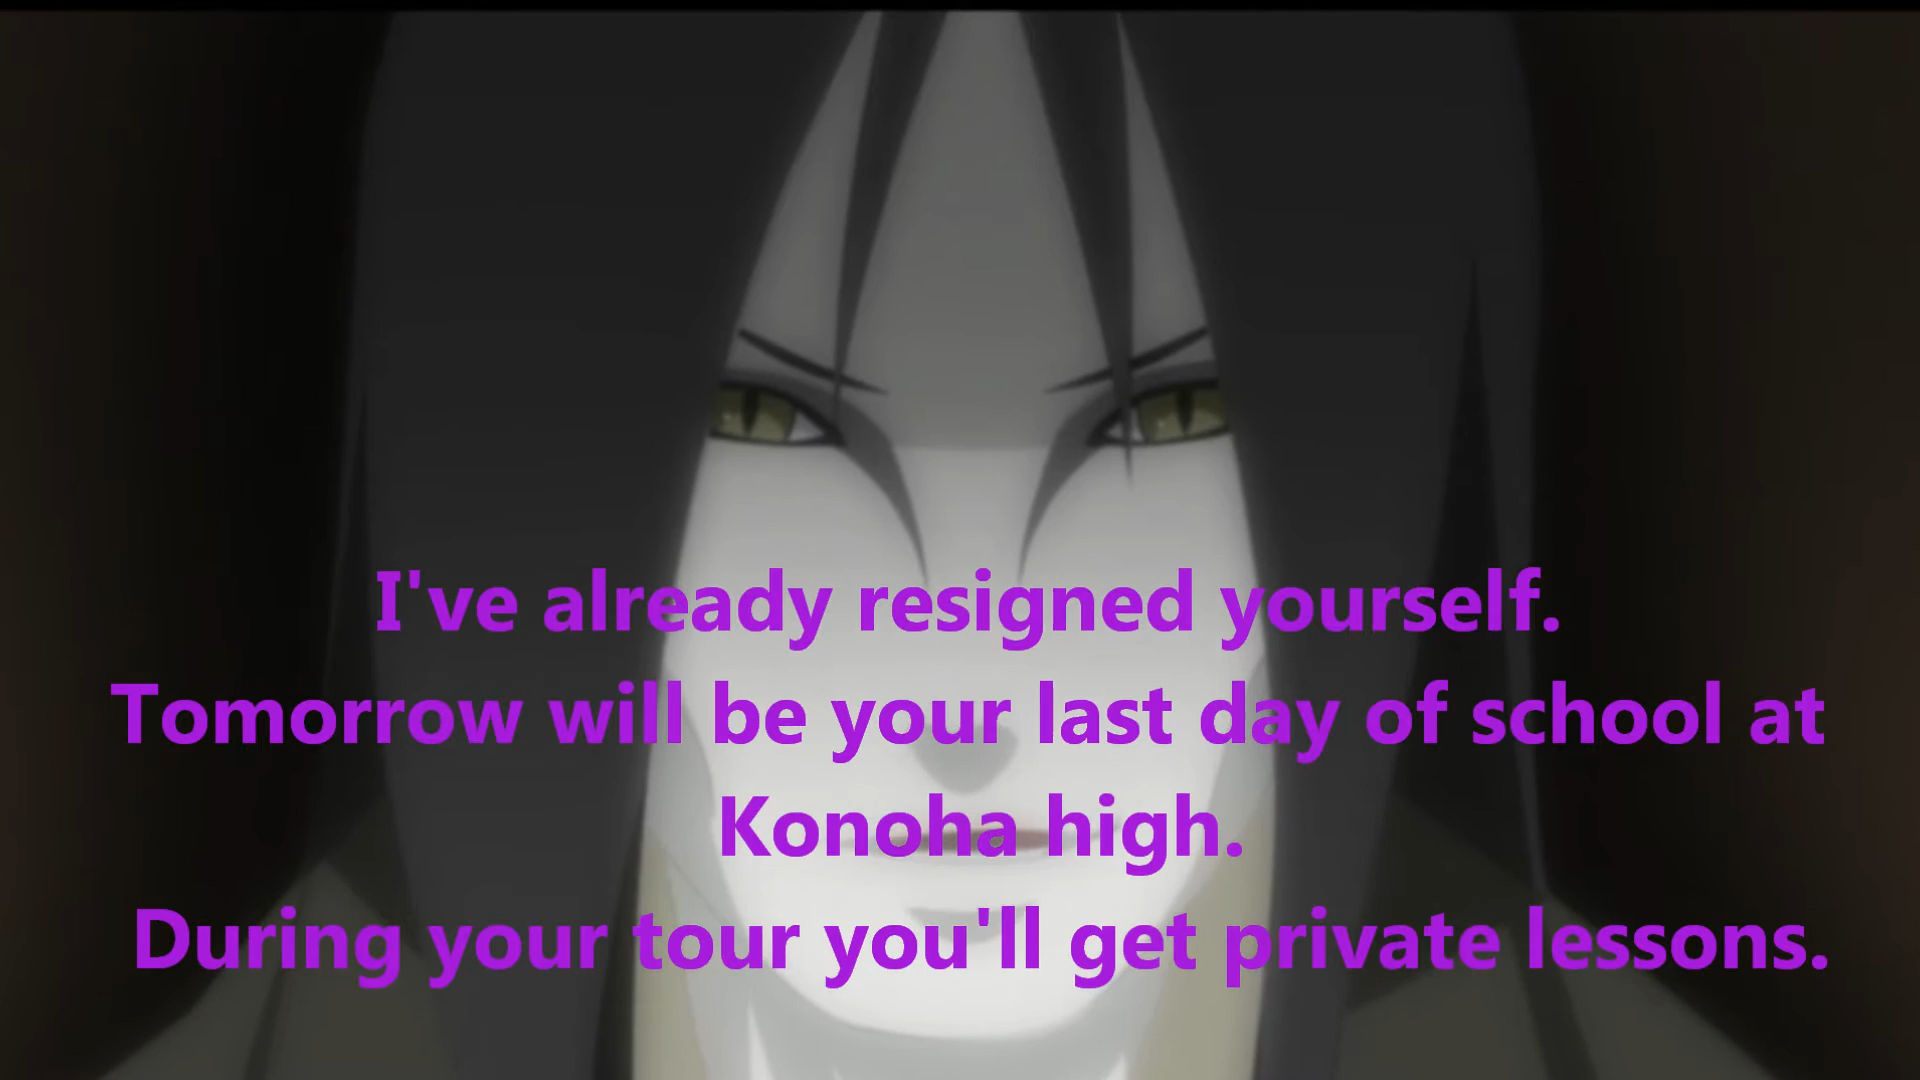 I've already resigned yourself.
Tomorrow will be your last day of school at
Konoha high.
During your tour you'll get private lessons.